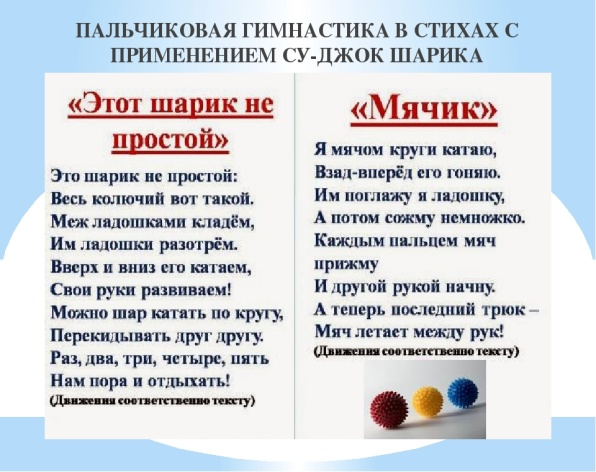 ПАЛЬЧИКОВАЯ ГИМНАСТИКА В СТИХАХ С
ПРИМЕНЕНИЕМ СУ-ДЖОК ШАРИКА
«Этот шарик не
простой»
Это шарик не простой:
Весь колючий вот такой.
Меж ладошками кладём,
Им ладошки разотрём.
Вверх и вниз его катаем,
Свои руки развиваем!
Можно шар катать по кругу,
Перекидывать друг другу.
Раз, два, три, четыре, пять
Нам пора и отдыхать!
(Движения соответственно тексту)
«Мячик»
Я мячом круги катаю,
Взад-вперёд его гоняю.
Им поглажу я ладошку,
А потом сожму немножко.
Каждым пальцем мяч
прижму
И другой рукой начну.
А теперь последний трюк –
Мяч летает между рук!
(Движения соответственно тексту)